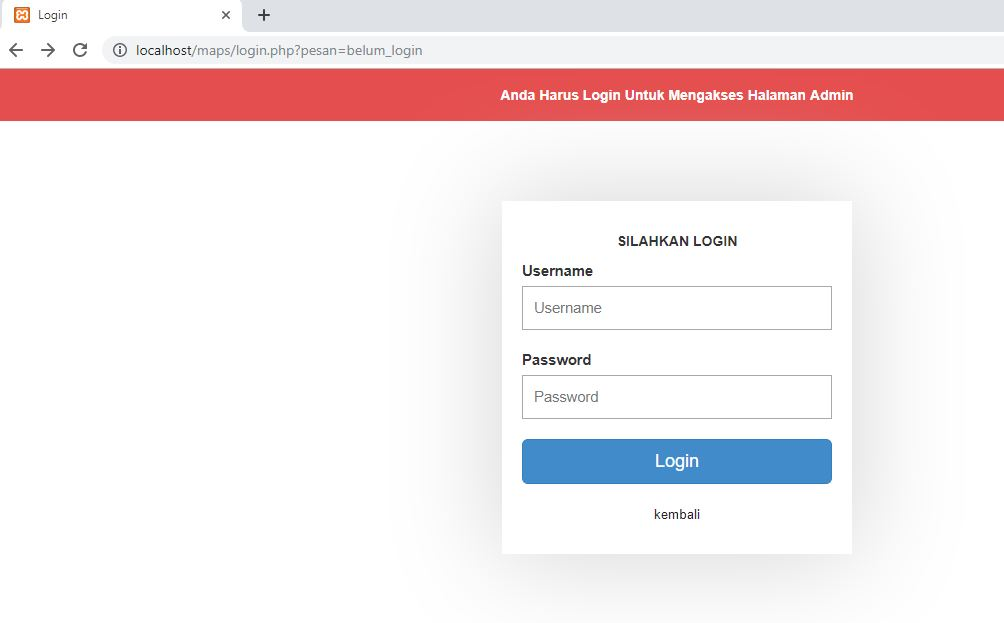 Login
localhost/maps/login.php?pesan=belum_login
Anda Harus Login Untuk Mengakses Halaman Admin
SILAHKAN LOGIN
Username
Username
Password
Password
Login
kembali